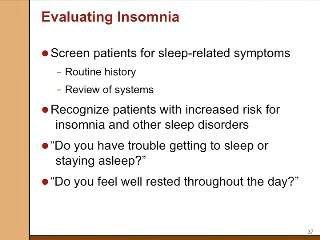 Evaluating Insomnia
●Screen patients for sleep-related symptoms
– Routine history
– Review of systems
●Recognize patients with increased risk for
insomnia and other sleep disorders
●“Do you have trouble getting to sleep or
staying asleep?”
●“Do you feel well rested throughout the day?”
37